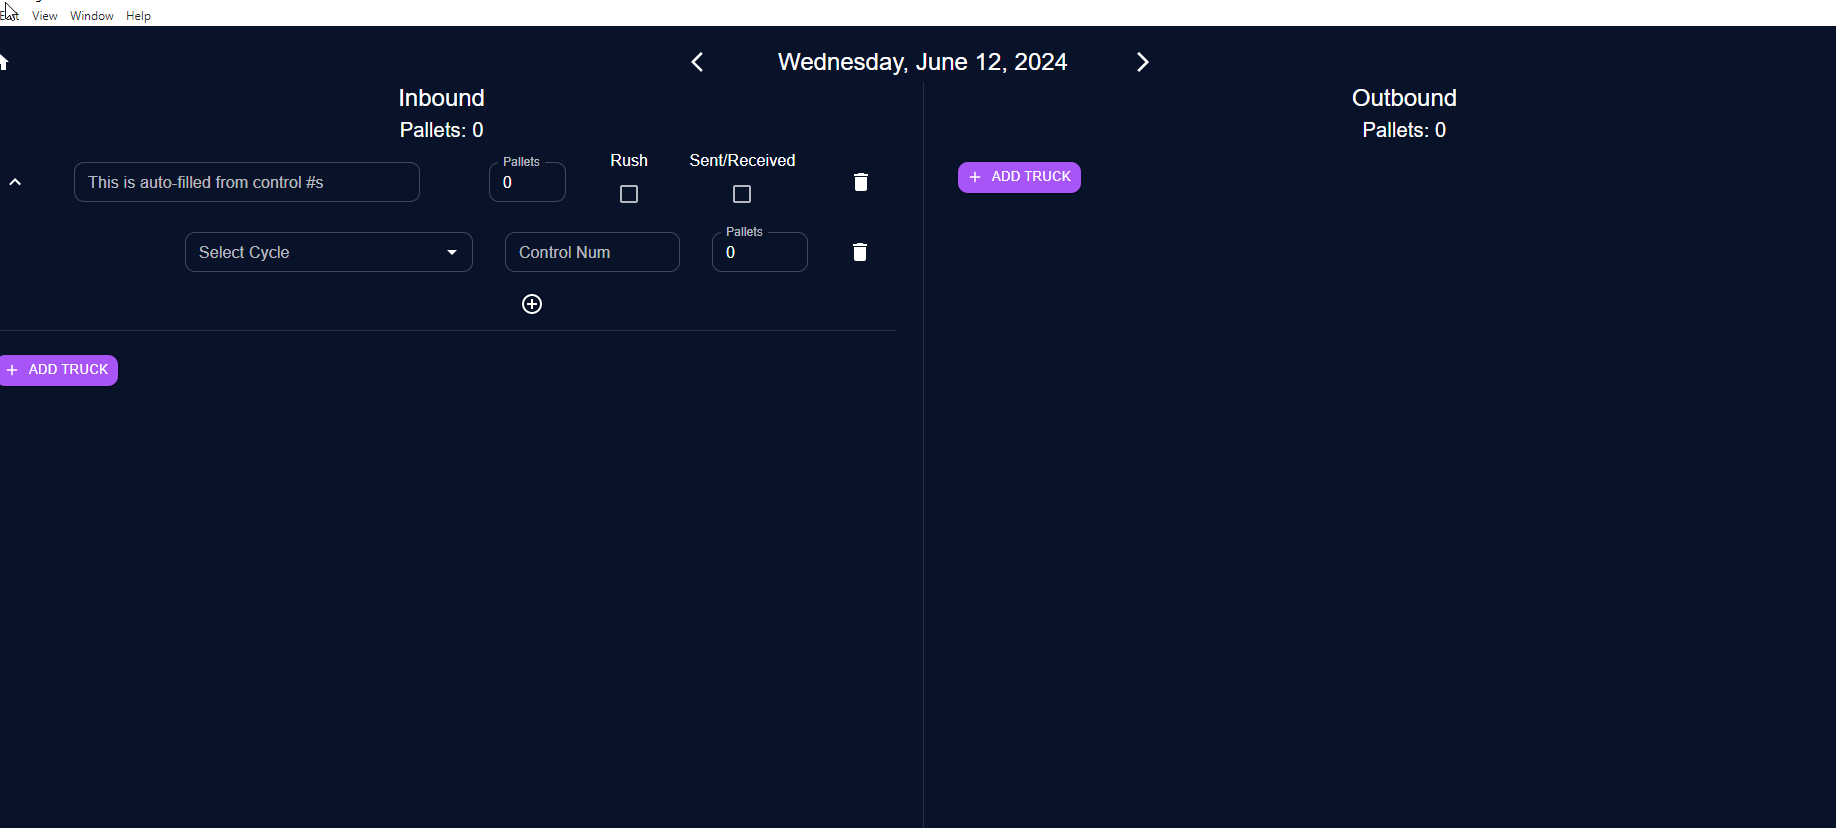 View Window Help
Wednesday, June 12, 2024
Inbound
Pallets: 0
Outbound
Pallets: 0
This is auto-filled from control #s
Pallets
0
Rush
Sent/Received
+ ADD TRUCK
Select Cycle
Control Num
Pallets
0
+ ADD TRUCK